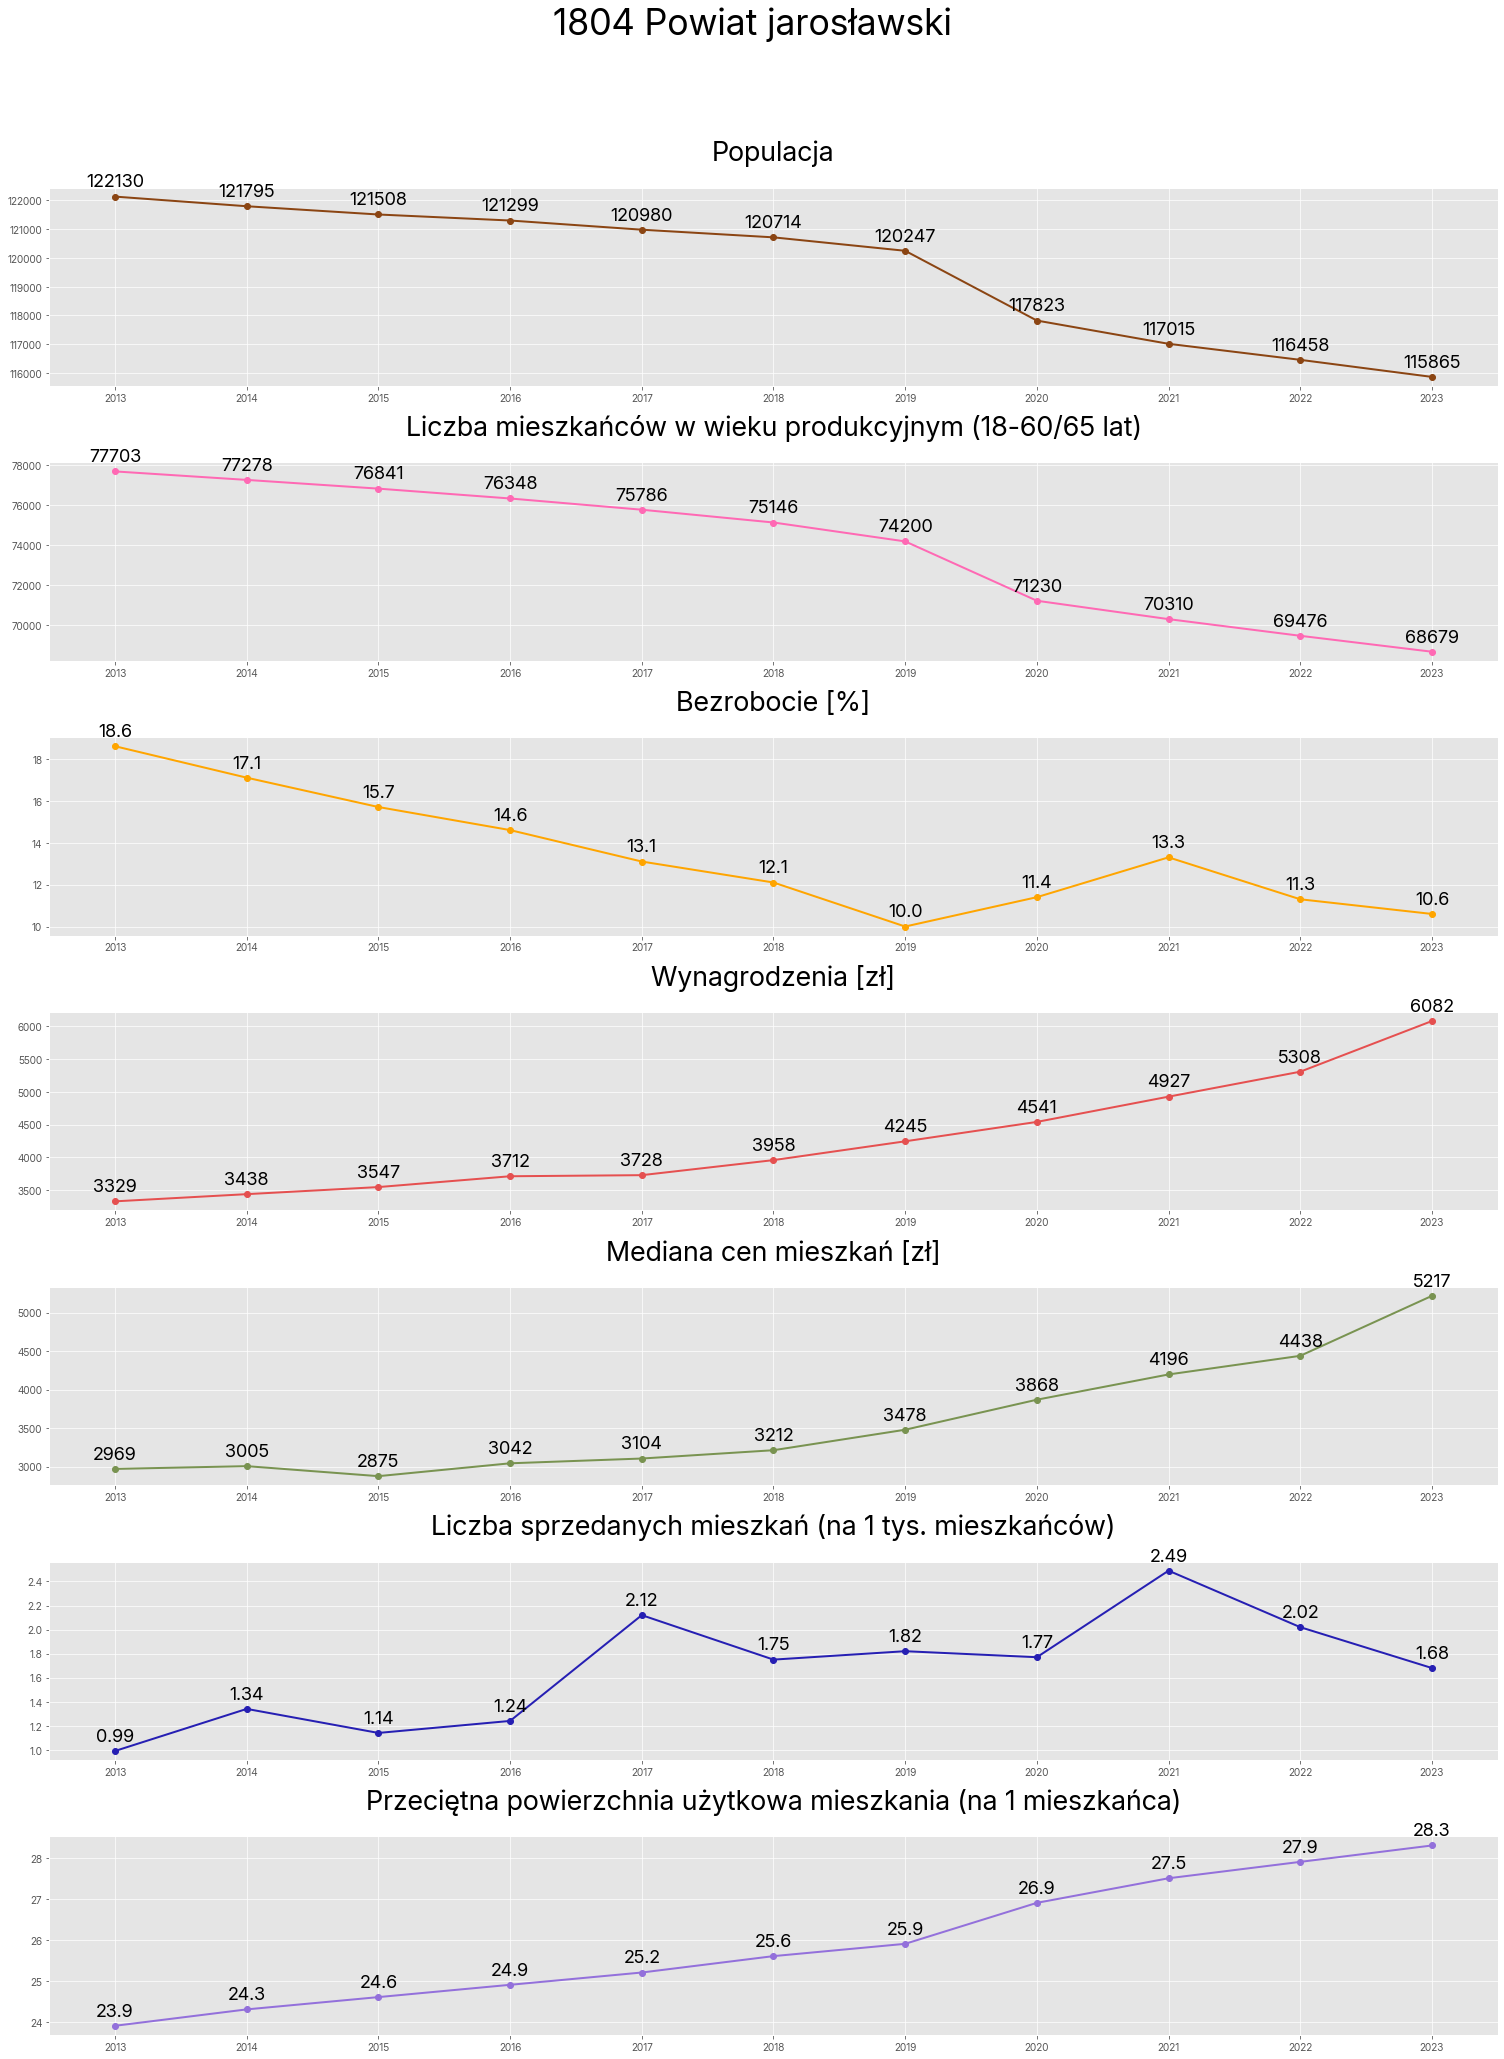 1804 Powiat jarosławski
Populacja
122130 121795 121508 121299 120980 120714 120247 117823 117015 116458 115865
122000
121000
120000
119000
118000
117000
116000
2013 2014 2015 2016 2017 2018 2019 2020 2021 2022 2023
Liczba mieszkańców w wieku produkcyjnym (18-60/65 lat)
77703 77278 76841 76348 75786 75146 74200 71230 70310 69476 68679
78000
76000
74000
72000
70000
2013 2014 2015 2016 2017 2018 2019 2020 2021 2022 2023
Bezrobocie [%]
18.6 17.1 15.7 14.6 13.1 12.1 10.0 11.4 13.3 11.3 10.6
18
16
14
12
10
2013 2014 2015 2016 2017 2018 2019 2020 2021 2022 2023
Wynagrodzenia [zł]
3329 3438 3547 3712 3728 3958 4245 4541 4927 5308 6082
6000
5500
5000
4500
4000
3500
2013 2014 2015 2016 2017 2018 2019 2020 2021 2022 2023
Mediana cen mieszkań [zł]
2969 3005 2875 3042 3104 3212 3478 3868 4196 4438 5217
5000
4500
4000
3500
3000
2013 2014 2015 2016 2017 2018 2019 2020 2021 2022 2023
Liczba sprzedanych mieszkań (na 1 tys. mieszkańców)
0.99 1.34 1.14 1.24 2.12 1.75 1.82 1.77 2.49 2.02 1.68
2.4
2.2
2.0
1.8
1.6
1.4
1.2
1.0
2013 2014 2015 2016 2017 2018 2019 2020 2021 2022 2023
Przeciętna powierzchnia użytkowa mieszkania (na 1 mieszkańca)
23.9 24.3 24.6 24.9 25.2 25.6 25.9 26.9 27.5 27.9 28.3
28
27
26
25
24
2013 2014 2015 2016 2017 2018 2019 2020 2021 2022 2023